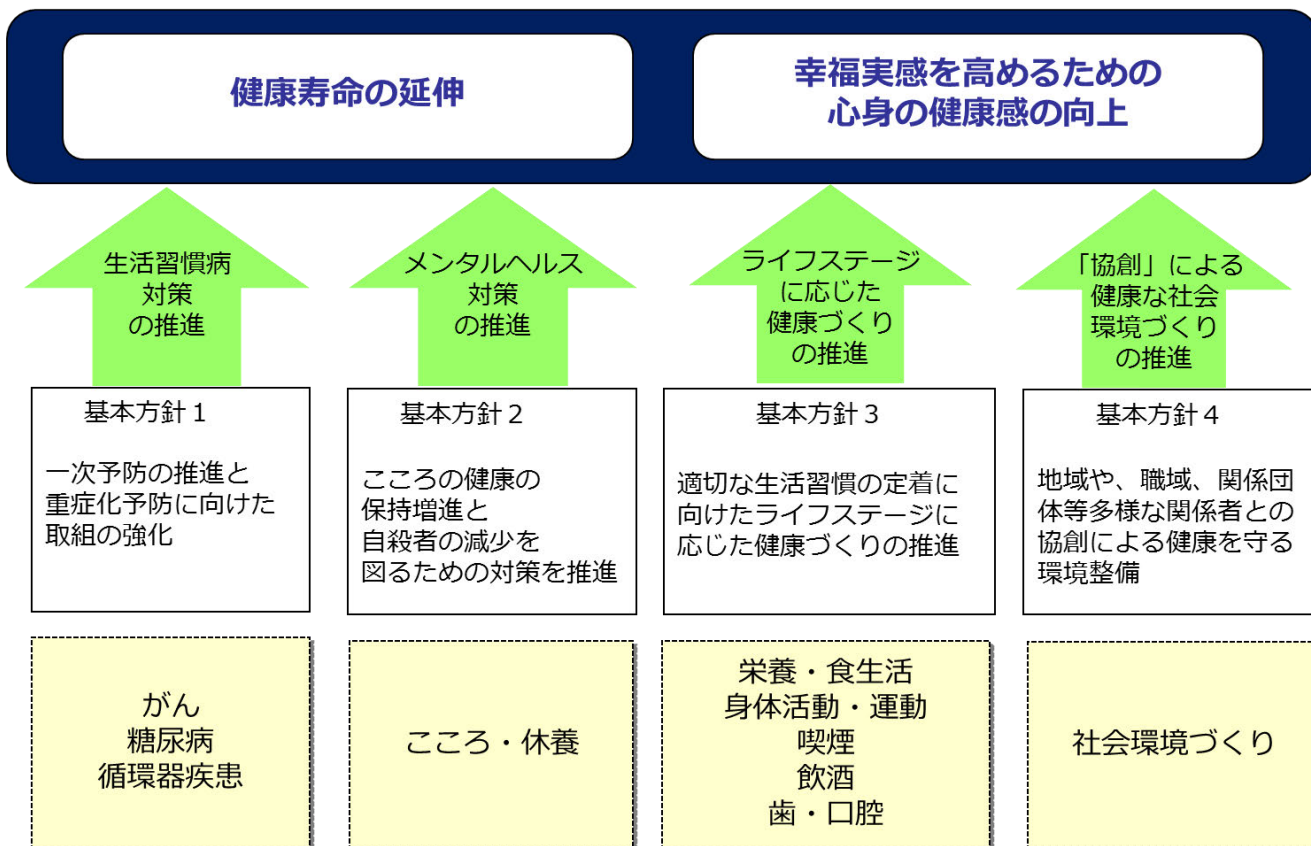 健康寿命の延伸
幸福実感を高めるための
心身の健康感の向上
生活習慣病
対策
の推進
メンタルヘルス
対策
の推進
ライフステージ
に応じた
健康づくり
の推進
「協創」による
健康な社会
環境づくり
の推進
基本方針１
一次予防の推進と
重症化予防に向けた
取組の強化
基本方針２
こころの健康の
保持増進と
自殺者の減少を
図るための対策を推進
基本方針３
適切な生活習慣の定着に
向けたライフステージに
応じた健康づくりの推進
基本方針４
地域や、職域、関係団
体等多様な関係者との
協創による健康を守る
環境整備
がん
糖尿病
循環器疾患
こころ・休養
栄養・食生活
身体活動・運動
喫煙
飲酒
歯・口腔
社会環境づくり